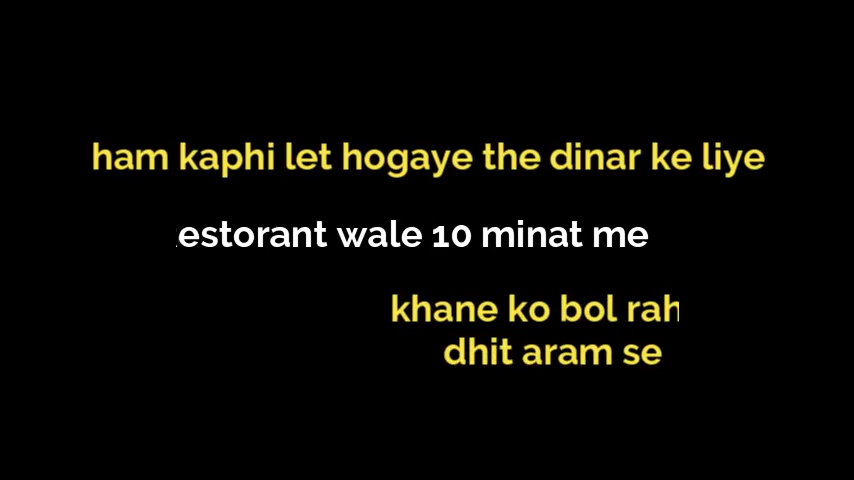 ham kaphi let hogaye the dinar ke liye
estorant wale 10 minat me
khane ko bol rah
dhit aram se